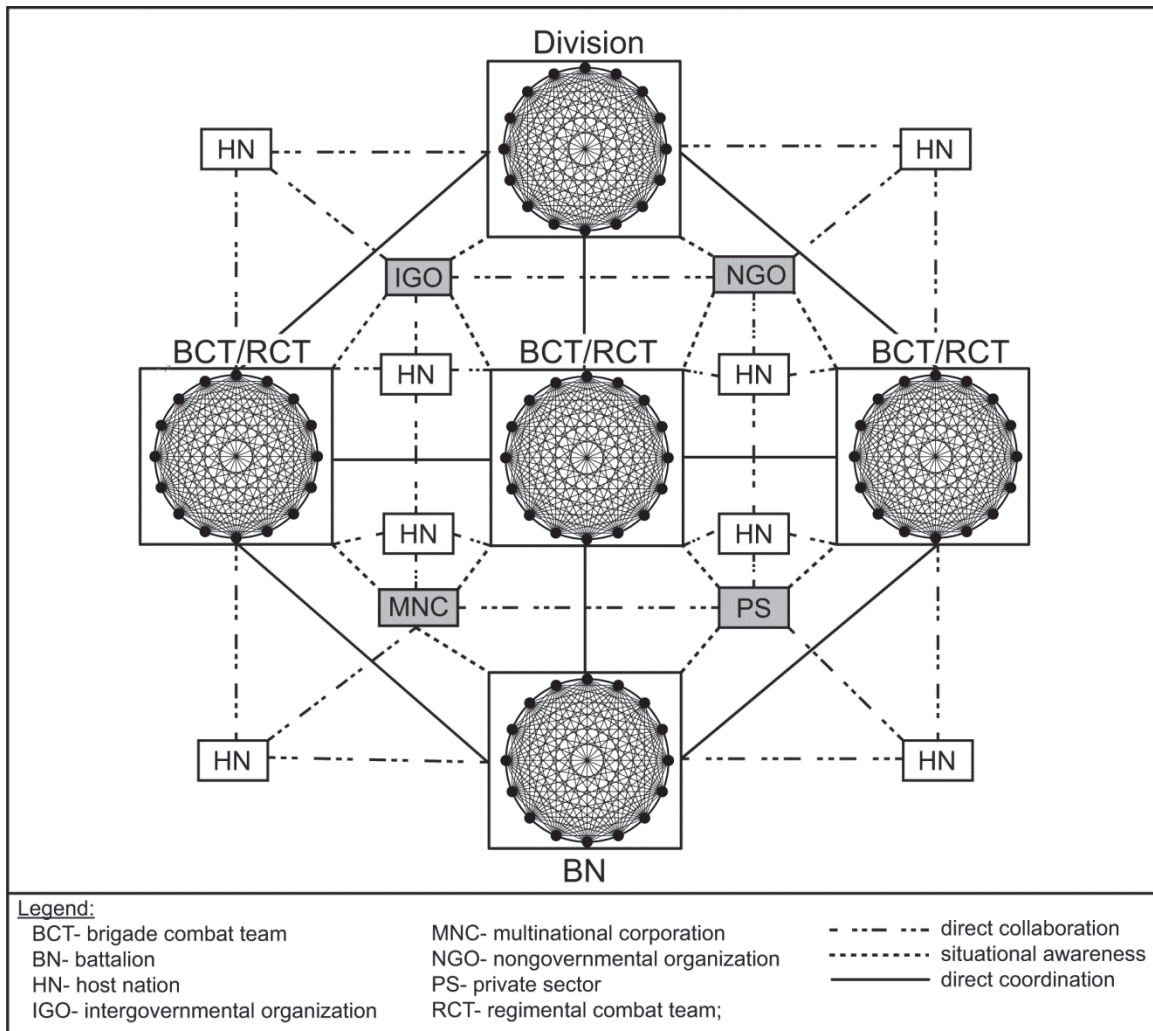 Division
HN
HN
IGO
NGO
BCT/RCT
BCT/RCT
BCT/RCT
HN
HN
HN
HN
MNC
PS
HN
HN
BN
Legend:
BCT- brigade combat team
BN- battalion
HN- host nation
IGO- intergovernmental organization
MNC- multinational corporation
NGO- nongovernmental organization
PS- private sector
RCT- regimental combat team;
direct collaboration
situational awareness
direct coordination